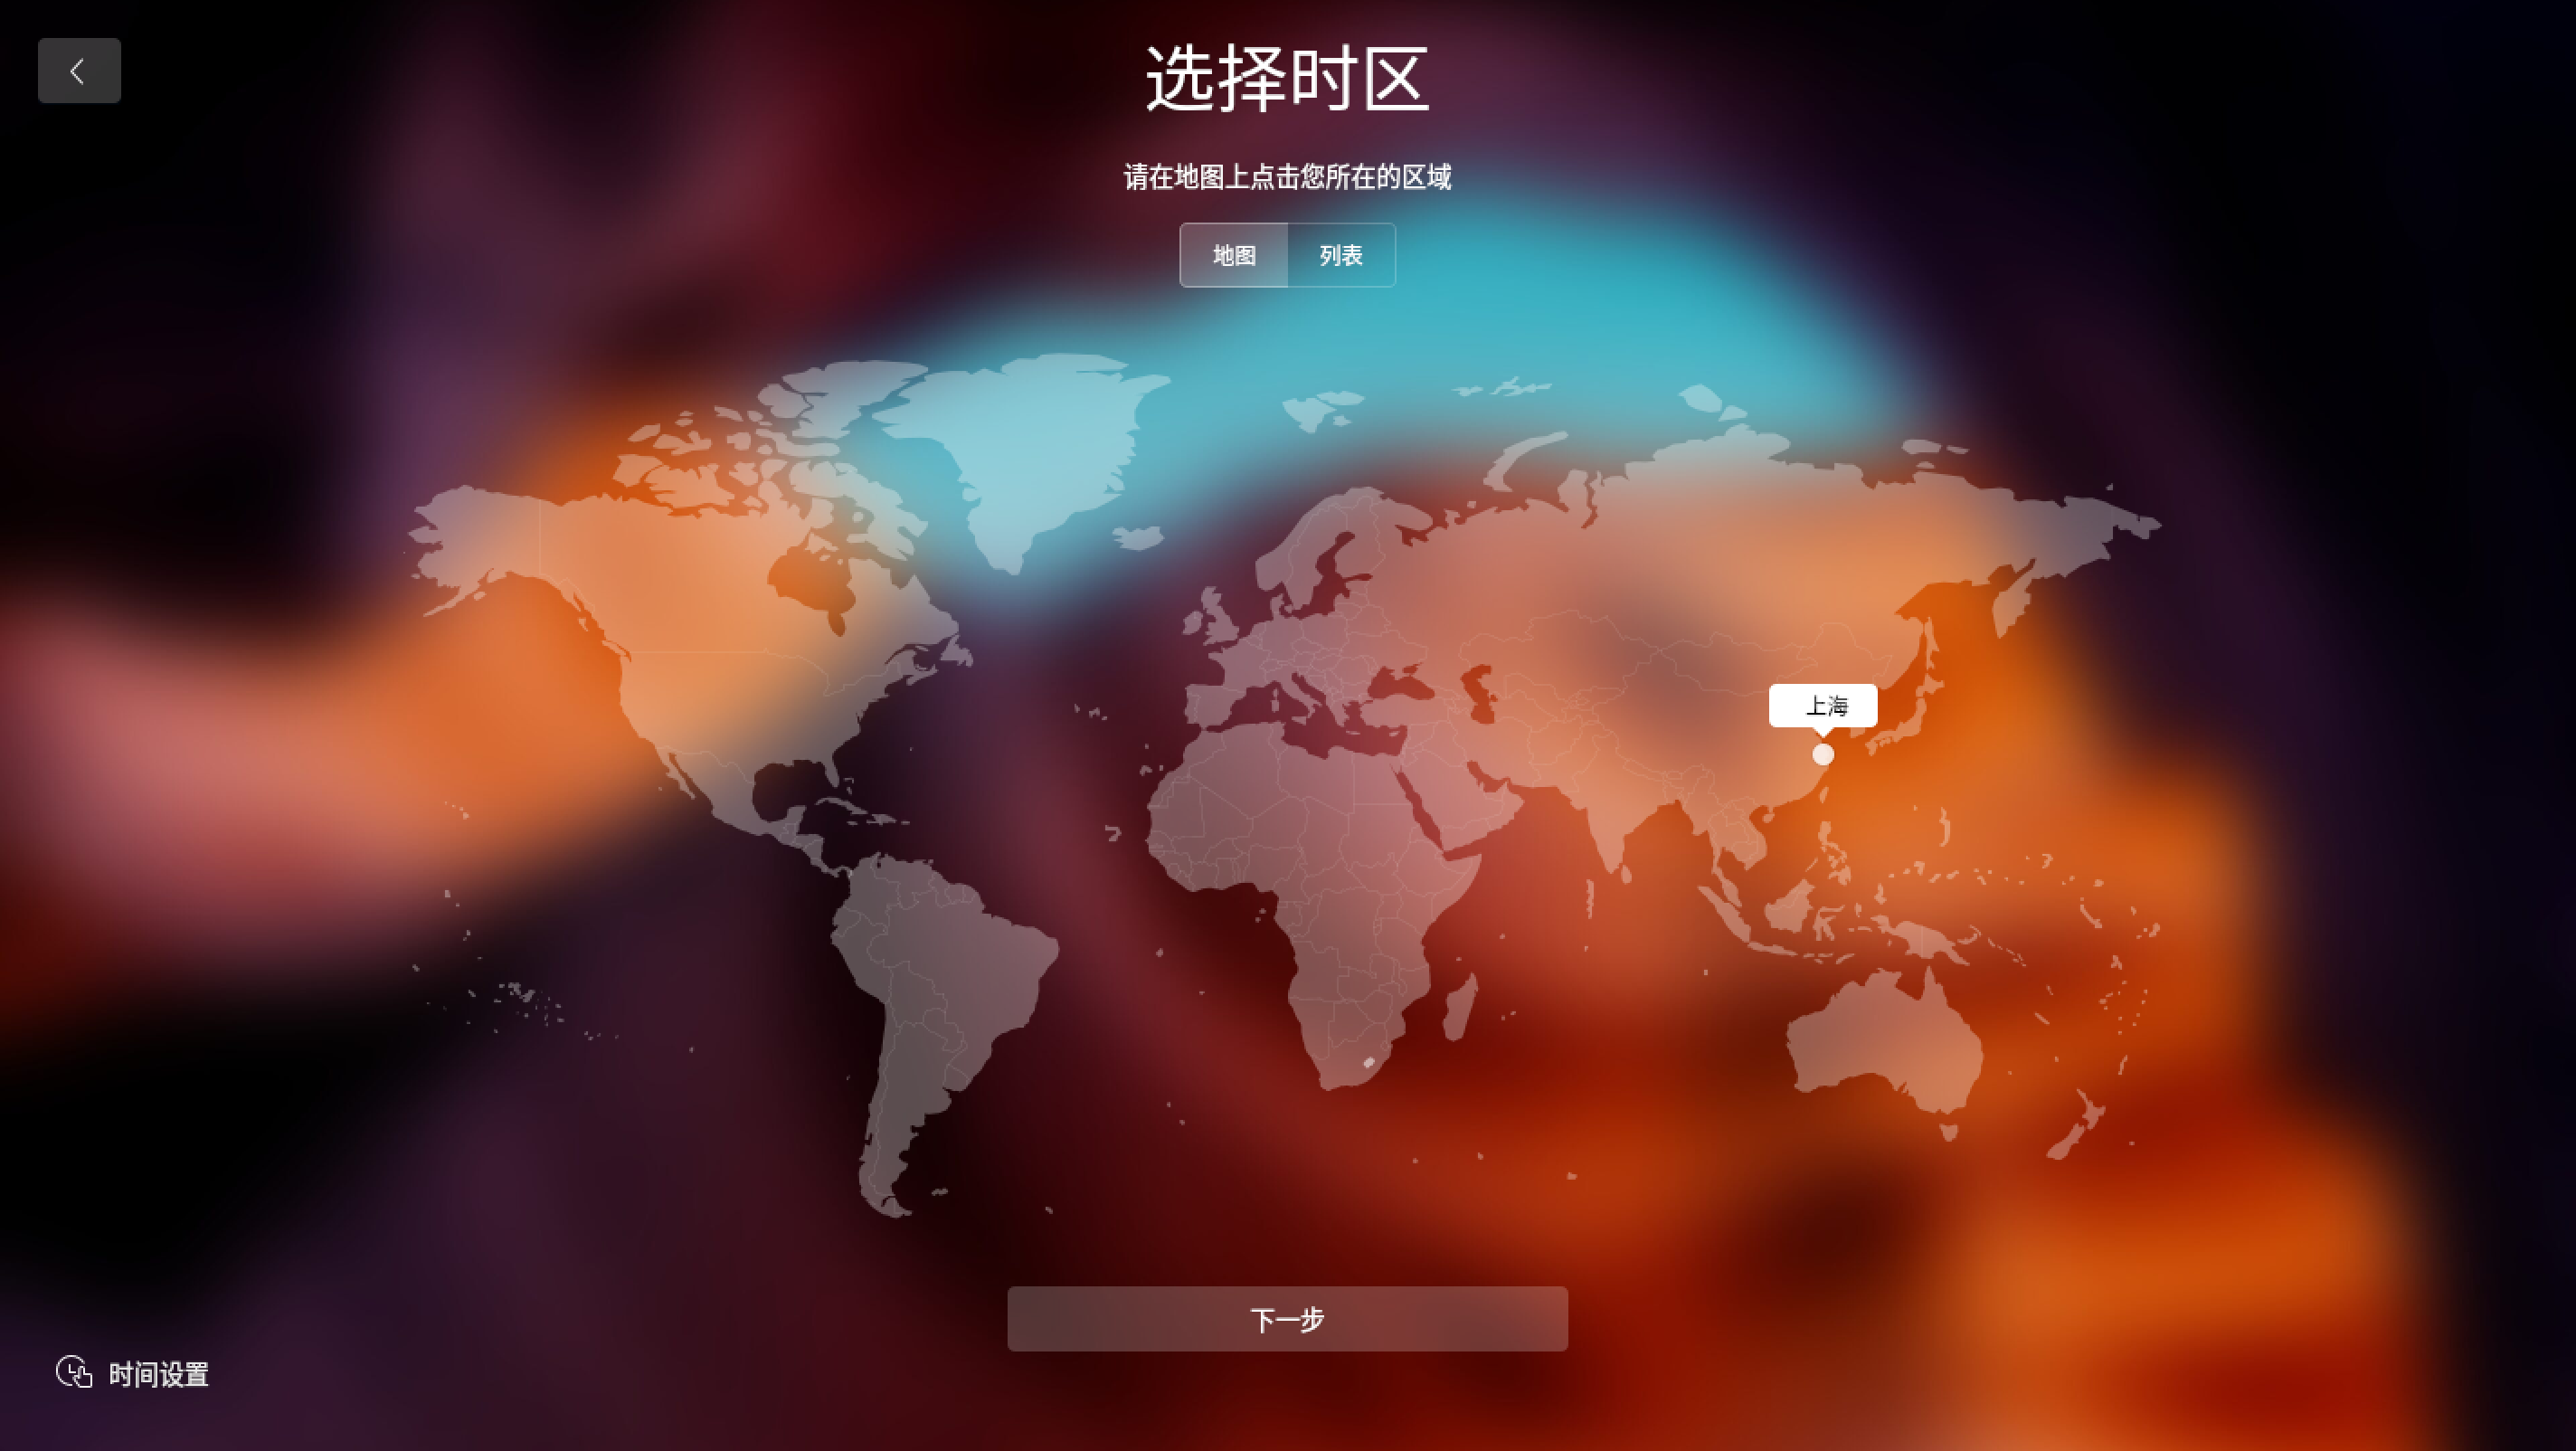 选择时区
请在地图上点击您所在的区域
地图 列表
上海
下一步
时间设置